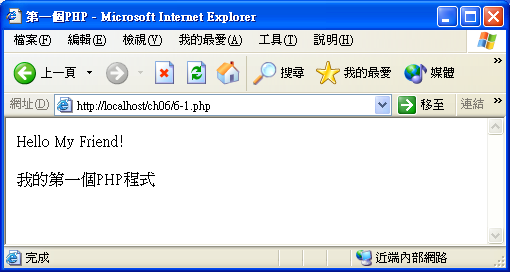 第一個PHP - Microsoft Internet Explorer
檔案(F) 編輯(E) 檢視(V) 我的最愛(A) 工具(T) 說明(H)
上一頁 搜尋 我的最愛 媒體 »
網址(D) http://localhost/ch06/6-1.php 移至 連結 »
Hello My Friend!
我的第一個PHP程式
完成 近端內部網路